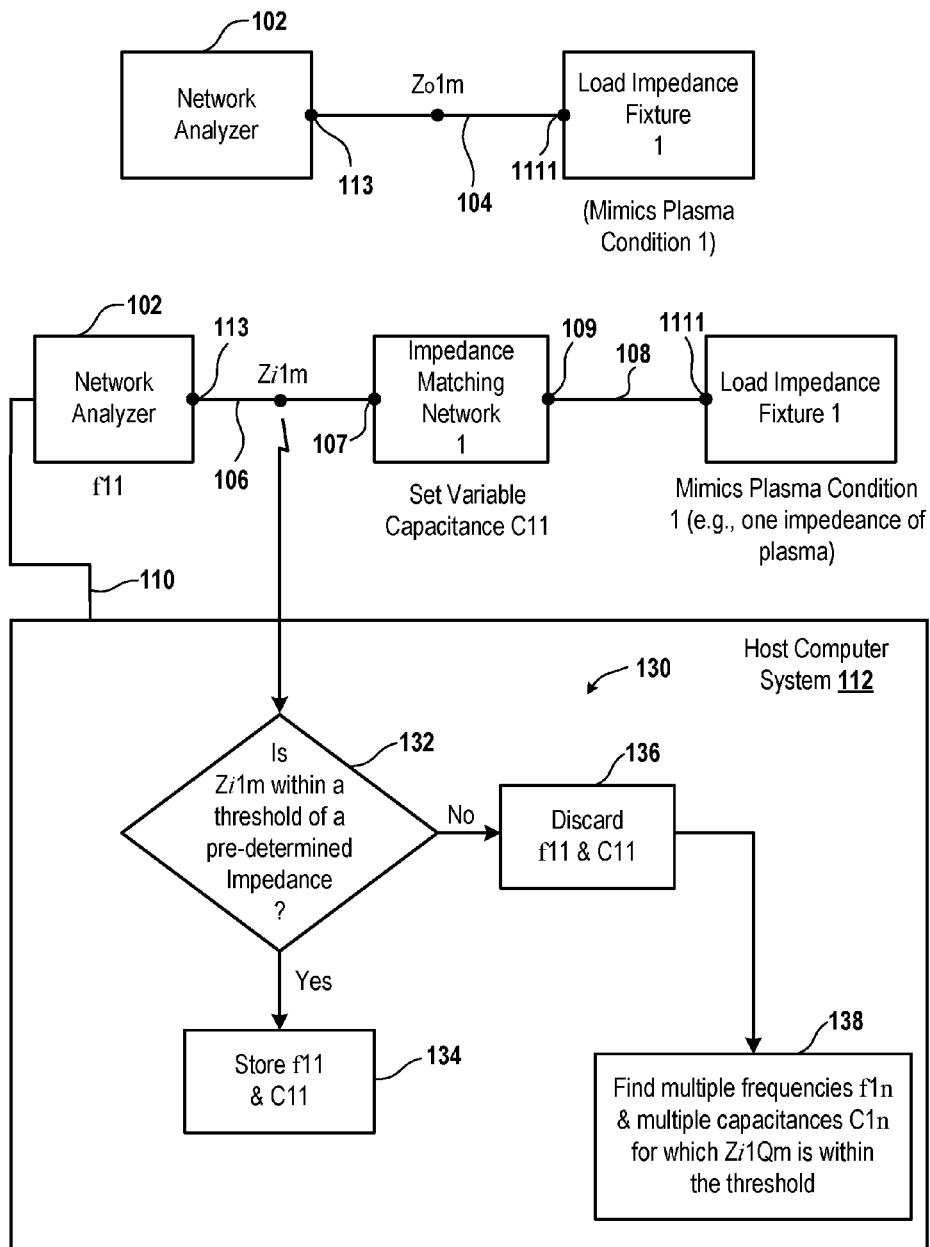 102
Network
Analyzer
113
Zo1m
104
1111
Load Impedance
Fixture
1
(Mimics Plasma
Condition 1)
102
Network
Analyzer
f11
113
Zi1m
106
107
Impedance
Matching
Network
1
Set Variable
Capacitance C11
109
108
1111
Load Impedance
Fixture 1
Mimics Plasma Condition
1 (e.g., one impedeance of
plasma)
110
Host Computer
System 112
130
132
Is
Zi1m within a
threshold of a
pre-determined
Impedance
?
No
136
Discard
f11 & C11
Yes
Store f11
& C11
134
138
Find multiple frequencies f1n
& multiple capacitances C1n
for which Zi1Qm is within
the threshold